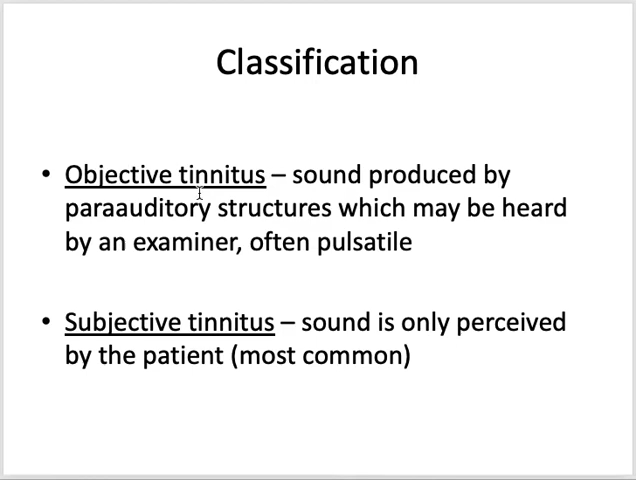 Classification
• Objective tinnitus – sound produced by
paraauditory structures which may be heard
by an examiner, often pulsatile
• Subjective tinnitus – sound is only perceived
by the patient (most common)